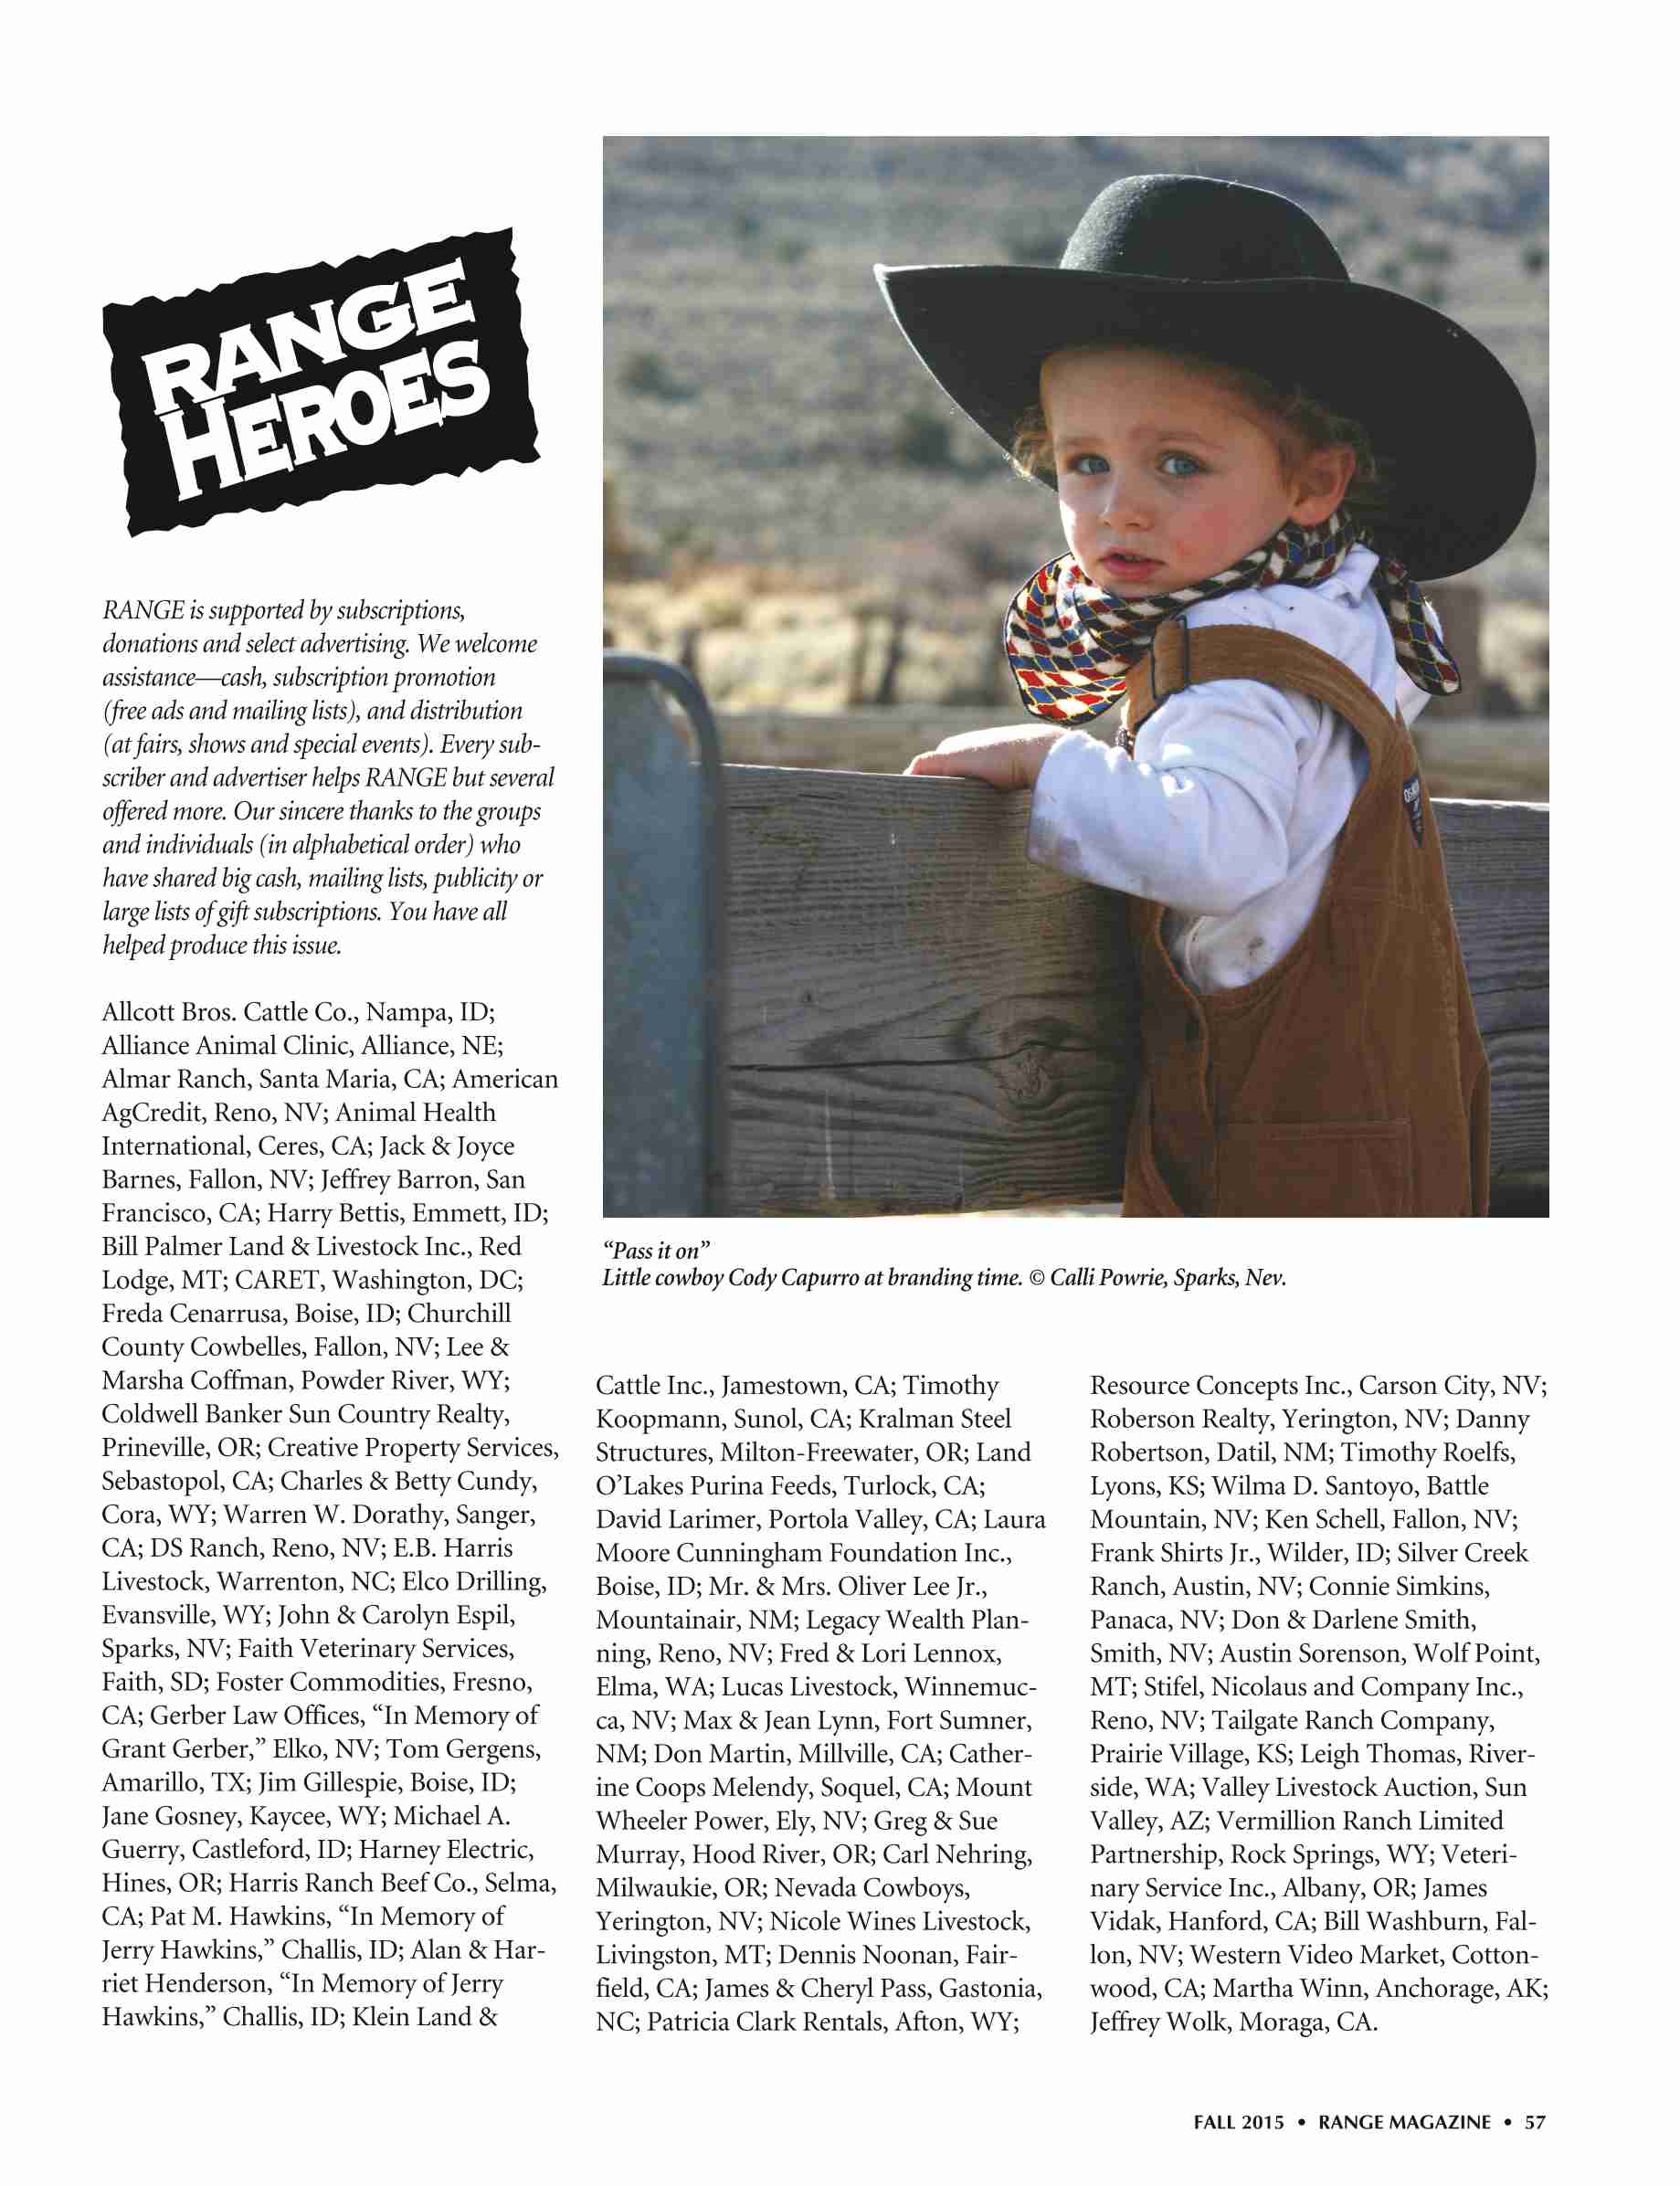 RANGE
HEROES
RANGE is supported by subscriptions,
donations and select advertising. We welcome
assistance—cash, subscription promotion
(free ads and mailing lists), and distribution
(at fairs, shows and special events). Every sub-
scriber and advertiser helps RANGE but several
offered more. Our sincere thanks to the groups
and individuals (in alphabetical order) who
have shared big cash, mailing lists, publicity or
large lists of gift subscriptions. You have all
helped produce this issue.
Allcott Bros. Cattle Co., Nampa, ID;
Alliance Animal Clinic, Alliance, NE;
Almar Ranch, Santa Maria, CA; American
AgCredit, Reno, NV; Animal Health
International, Ceres, CA; Jack & Joyce
Barnes, Fallon, NV; Jeffrey Barron, San
Francisco, CA; Harry Bettis, Emmett, ID;
Bill Palmer Land & Livestock Inc., Red
Lodge, MT; CARET, Washington, DC;
Freda Cenarrusa, Boise, ID; Churchill
County Cowbelles, Fallon, NV; Lee &
Marsha Coffman, Powder River, WY;
Coldwell Banker Sun Country Realty,
Prineville, OR; Creative Property Services,
Sebastopol, CA; Charles & Betty Cundy,
Cora, WY; Warren W. Dorathy, Sanger,
CA; DS Ranch, Reno, NV; E.B. Harris
Livestock, Warrenton, NC; Elco Drilling,
Evansville, WY; John & Carolyn Espil,
Sparks, NV; Faith Veterinary Services,
Faith, SD; Foster Commodities, Fresno,
CA; Gerber Law Offices, “In Memory of
Grant Gerber,” Elko, NV; Tom Gergens,
Amarillo, TX; Jim Gillespie, Boise, ID;
Jane Gosney, Kaycee, WY; Michael A.
Guerry, Castleford, ID; Harney Electric,
Hines, OR; Harris Ranch Beef Co., Selma,
CA; Pat M. Hawkins, “In Memory of
Jerry Hawkins,” Challis, ID; Alan & Har-
riet Henderson, “In Memory of Jerry
Hawkins,” Challis, ID; Klein Land &
“Pass it on”
Little cowboy Cody Capurro at branding time. © Calli Powrie, Sparks, Nev.
Cattle Inc., Jamestown, CA; Timothy
Koopmann, Sunol, CA; Kralman Steel
Structures, Milton-Freewater, OR; Land
O’Lakes Purina Feeds, Turlock, CA;
David Larimer, Portola Valley, CA; Laura
Moore Cunningham Foundation Inc.,
Boise, ID; Mr. & Mrs. Oliver Lee Jr.,
Mountainair, NM; Legacy Wealth Plan-
ning, Reno, NV; Fred & Lori Lennox,
Elma, WA; Lucas Livestock, Winnemuc-
ca, NV; Max & Jean Lynn, Fort Sumner,
NM; Don Martin, Millville, CA; Cather-
ine Coops Melendy, Soquel, CA; Mount
Wheeler Power, Ely, NV; Greg & Sue
Murray, Hood River, OR; Carl Nehring,
Milwaukie, OR; Nevada Cowboys,
Yerington, NV; Nicole Wines Livestock,
Livingston, MT; Dennis Noonan, Fair-
field, CA; James & Cheryl Pass, Gastonia,
NC; Patricia Clark Rentals, Afton, WY;
Resource Concepts Inc., Carson City, NV;
Roberson Realty, Yerington, NV; Danny
Robertson, Datil, NM; Timothy Roelfs,
Lyons, KS; Wilma D. Santoyo, Battle
Mountain, NV; Ken Schell, Fallon, NV;
Frank Shirts Jr., Wilder, ID; Silver Creek
Ranch, Austin, NV; Connie Simkins,
Panaca, NV; Don & Darlene Smith,
Smith, NV; Austin Sorenson, Wolf Point,
MT; Stifel, Nicolaus and Company Inc.,
Reno, NV; Tailgate Ranch Company,
Prairie Village, KS; Leigh Thomas, River-
side, WA; Valley Livestock Auction, Sun
Valley, AZ; Vermillion Ranch Limited
Partnership, Rock Springs, WY; Veteri-
nary Service Inc., Albany, OR; James
Vidak, Hanford, CA; Bill Washburn, Fal-
lon, NV; Western Video Market, Cotton-
wood, CA; Martha Winn, Anchorage, AK;
Jeffrey Wolk, Moraga, CA.
FALL 2015 • RANGE MAGAZINE • 57